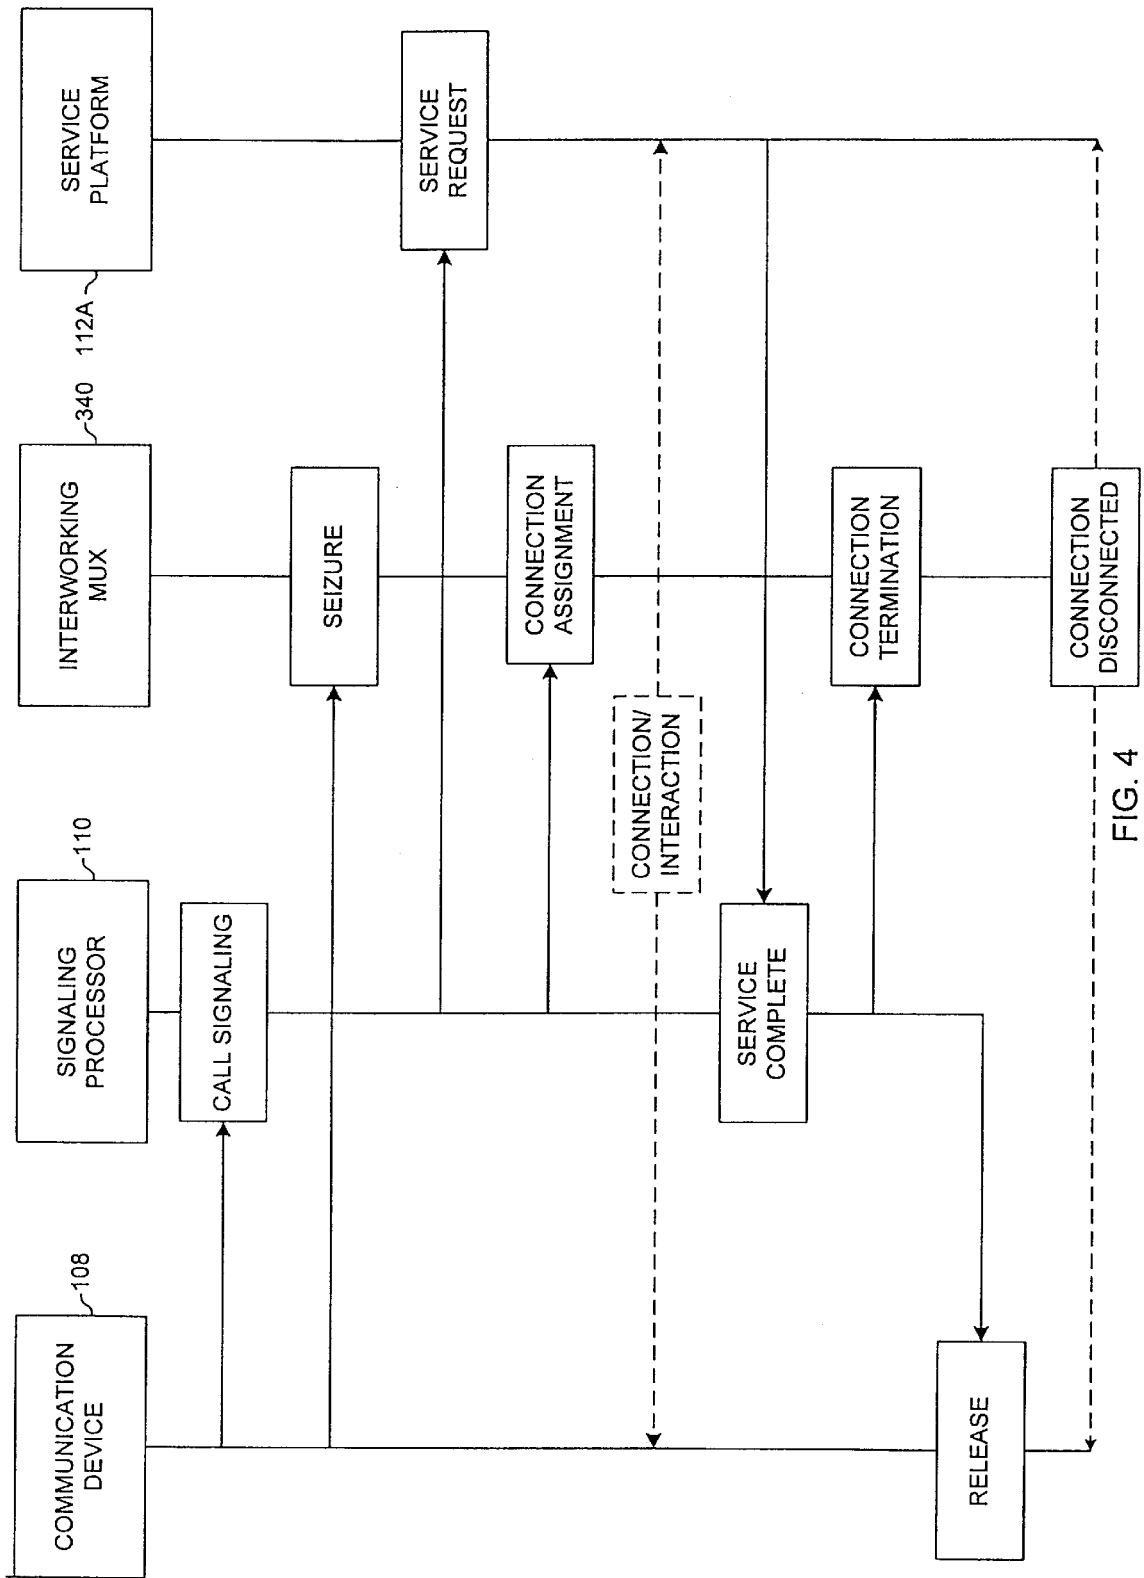 COMMUNICATION
DEVICE
108
SIGNALING
PROCESSOR
110
INTERWORKING
MUX
340
SERVICE
PLATFORM
112A
CALL SIGNALING
SEIZURE
SERVICE
REQUEST
CONNECTION
ASSIGNMENT
CONNECTION/
INTERACTION
SERVICE
COMPLETE
CONNECTION
TERMINATION
RELEASE
CONNECTION
DISCONNECTED
FIG. 4